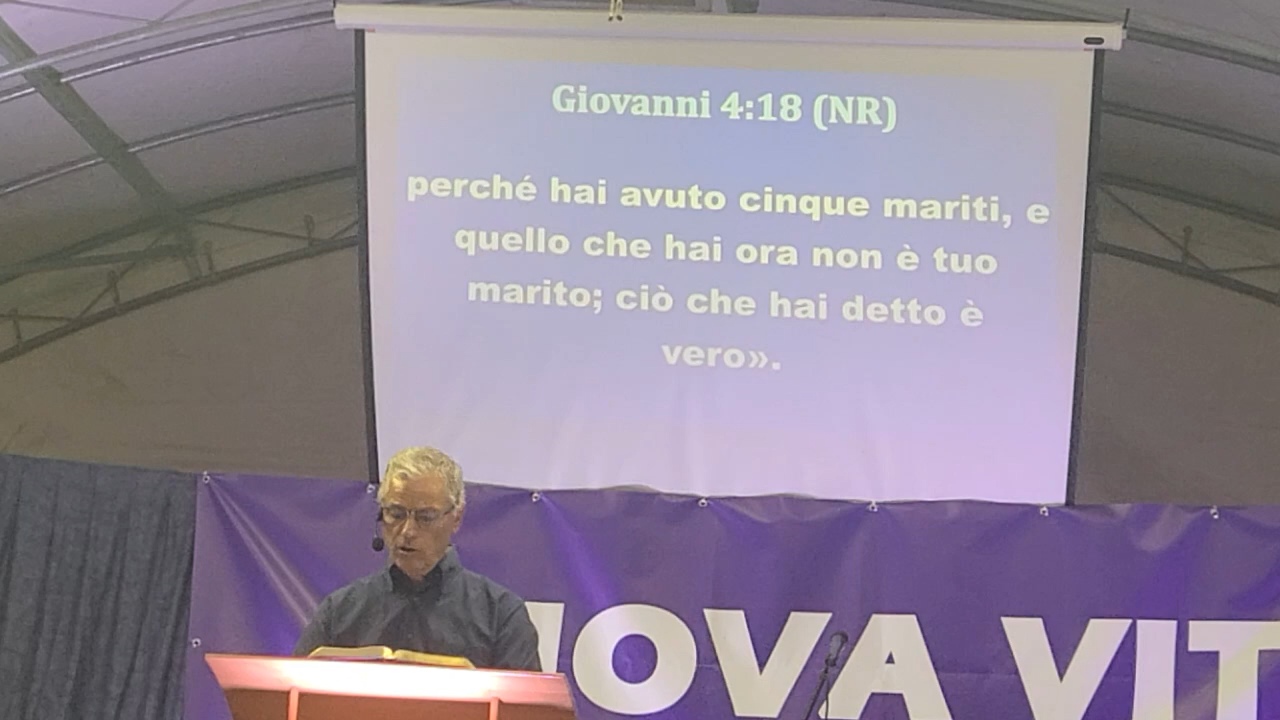 Giovanni 4:18 (NR)
perché hai avuto cinque mariti, e
quello che hai ora non è tuo
marito; ciò che hai detto è
vero».
OVA VIT